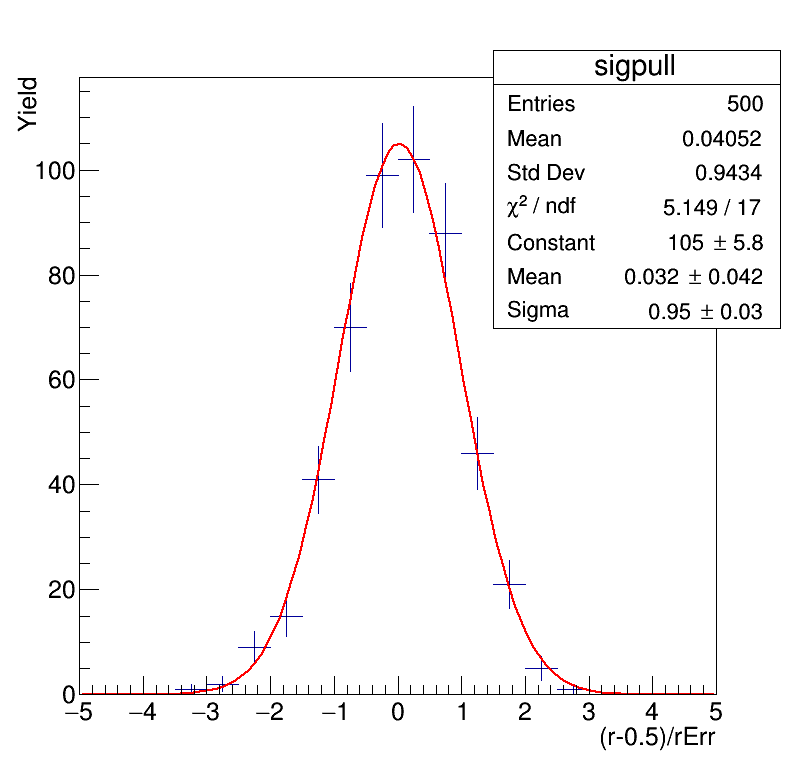 sigpull
Entries 500
Mean 0.04052
Std Dev 0.9434
χ² / ndf 5.149 / 17
Constant 105 ± 5.8
Mean 0.032 ± 0.042
Sigma 0.95 ± 0.03
Yield
100
80
60
40
20
0
−5 −4 −3 −2 −1 0 1 2 3 4 5
(r-0.5)/rErr